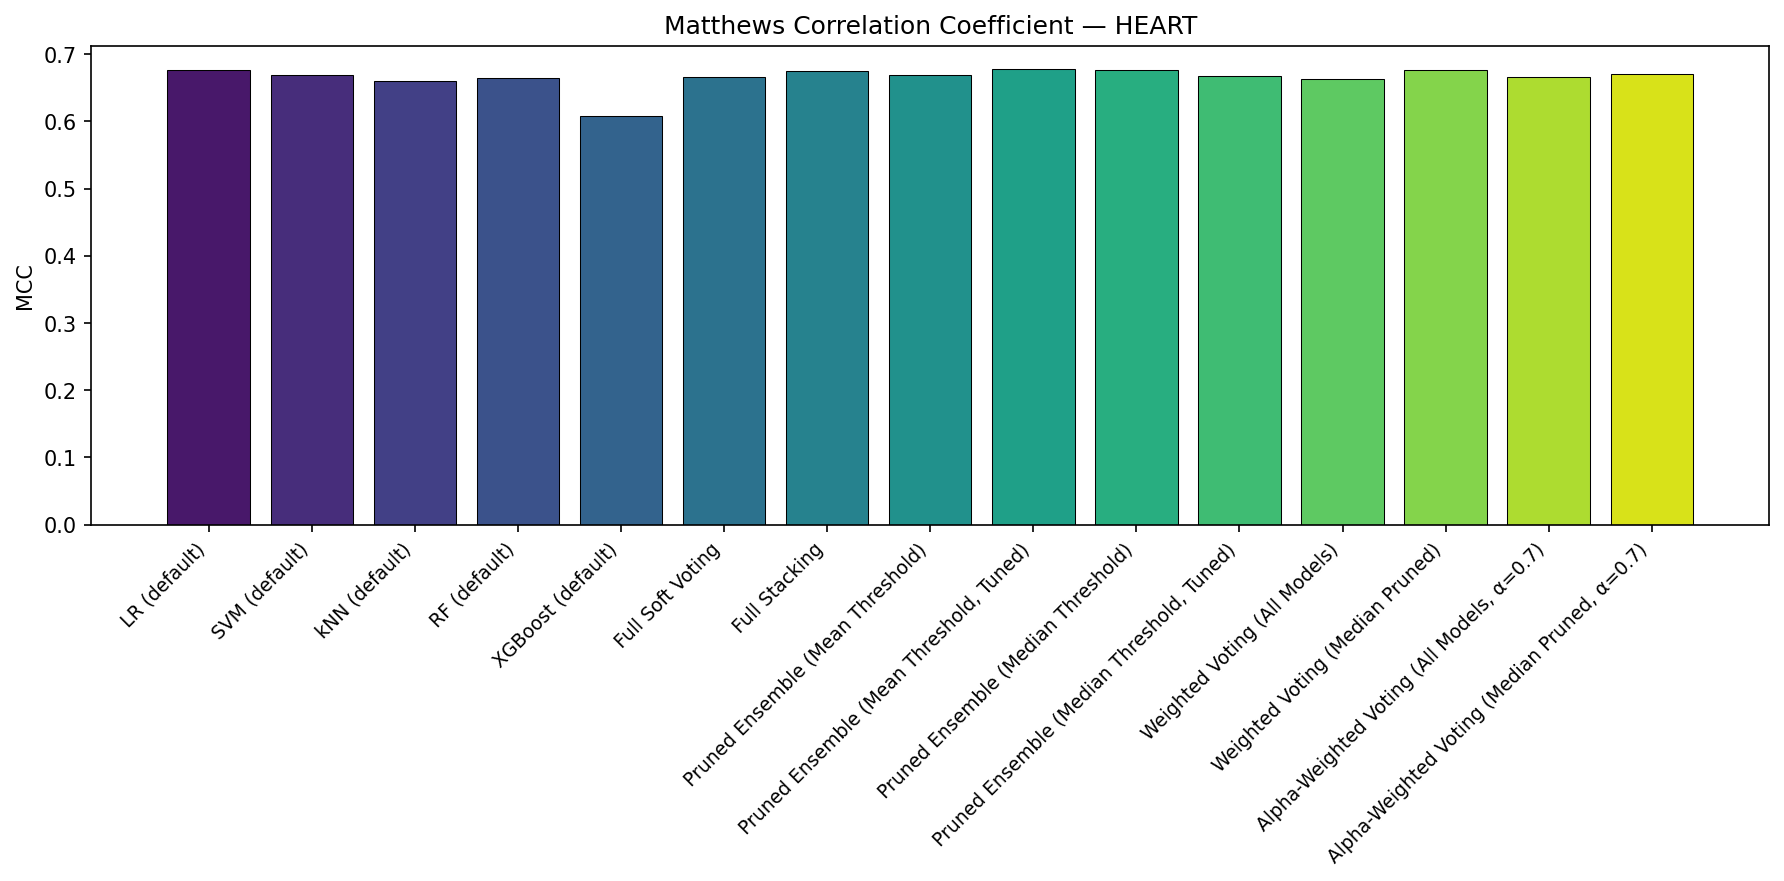 Matthews Correlation Coefficient — HEART
MCC
0.7
0.6
0.5
0.4
0.3
0.2
0.1
0.0
LR (default)
SVM (default)
kNN (default)
RF (default)
XGBoost (default)
Full Soft Voting
Full Stacking
Pruned Ensemble (Mean Threshold)
Pruned Ensemble (Mean Threshold, Tuned)
Pruned Ensemble (Median Threshold)
Pruned Ensemble (Median Threshold, Tuned)
Weighted Voting (All Models)
Weighted Voting (Median Pruned)
Alpha-Weighted Voting (All Models, α=0.7)
Alpha-Weighted Voting (Median Pruned, α=0.7)